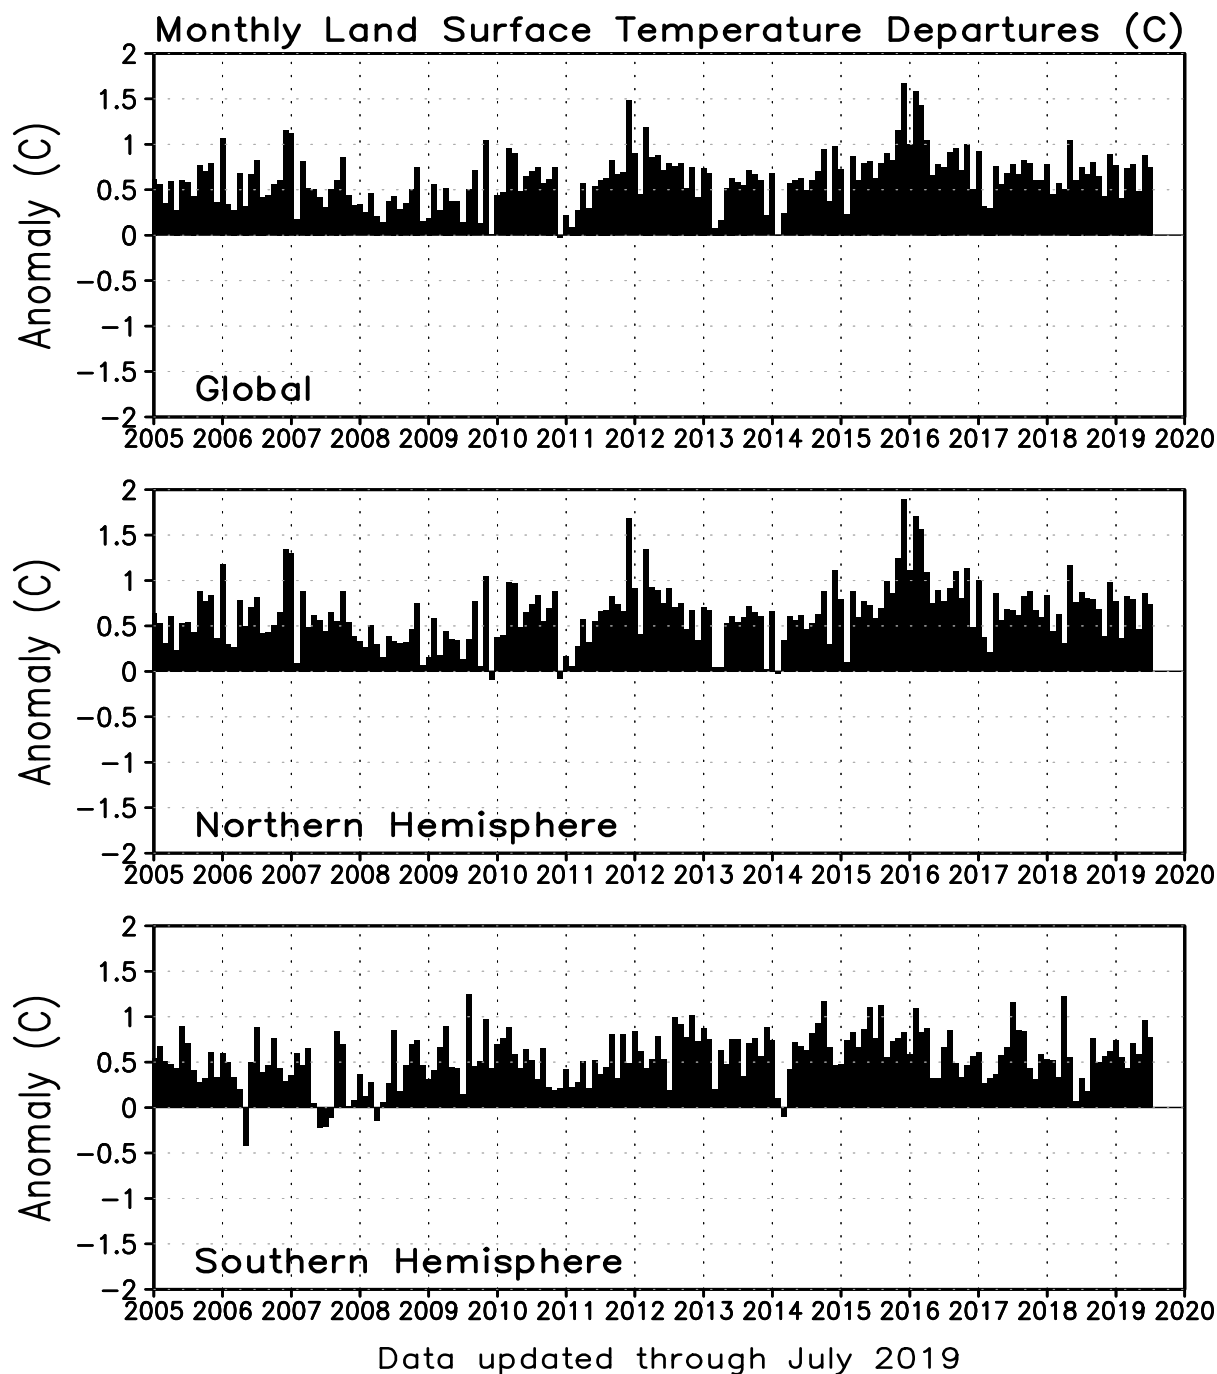 Monthly Land Surface Temperature Departures (C)
2
1.5
1
0.5
0
−0.5
−1
−1.5
−2
Anomaly (C)
Global
2005 2006 2007 2008 2009 2010 2011 2012 2013 2014 2015 2016 2017 2018 2019 2020
2
1.5
1
0.5
0
−0.5
−1
−1.5
−2
Anomaly (C)
Northern Hemisphere
2005 2006 2007 2008 2009 2010 2011 2012 2013 2014 2015 2016 2017 2018 2019 2020
2
1.5
1
0.5
0
−0.5
−1
−1.5
−2
Anomaly (C)
Southern Hemisphere
2005 2006 2007 2008 2009 2010 2011 2012 2013 2014 2015 2016 2017 2018 2019 2020
Data updated through July 2019